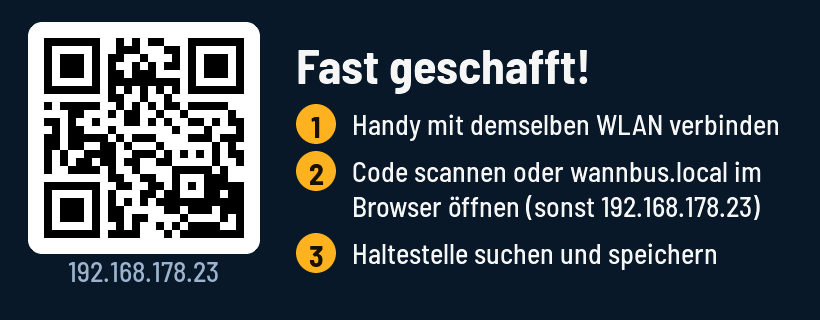 Fast geschafft!
1 Handy mit demselben WLAN verbinden
2 Code scannen oder wannbus.local im
Browser öffnen (sonst 192.168.178.23)
3 Haltestelle suchen und speichern
192.168.178.23